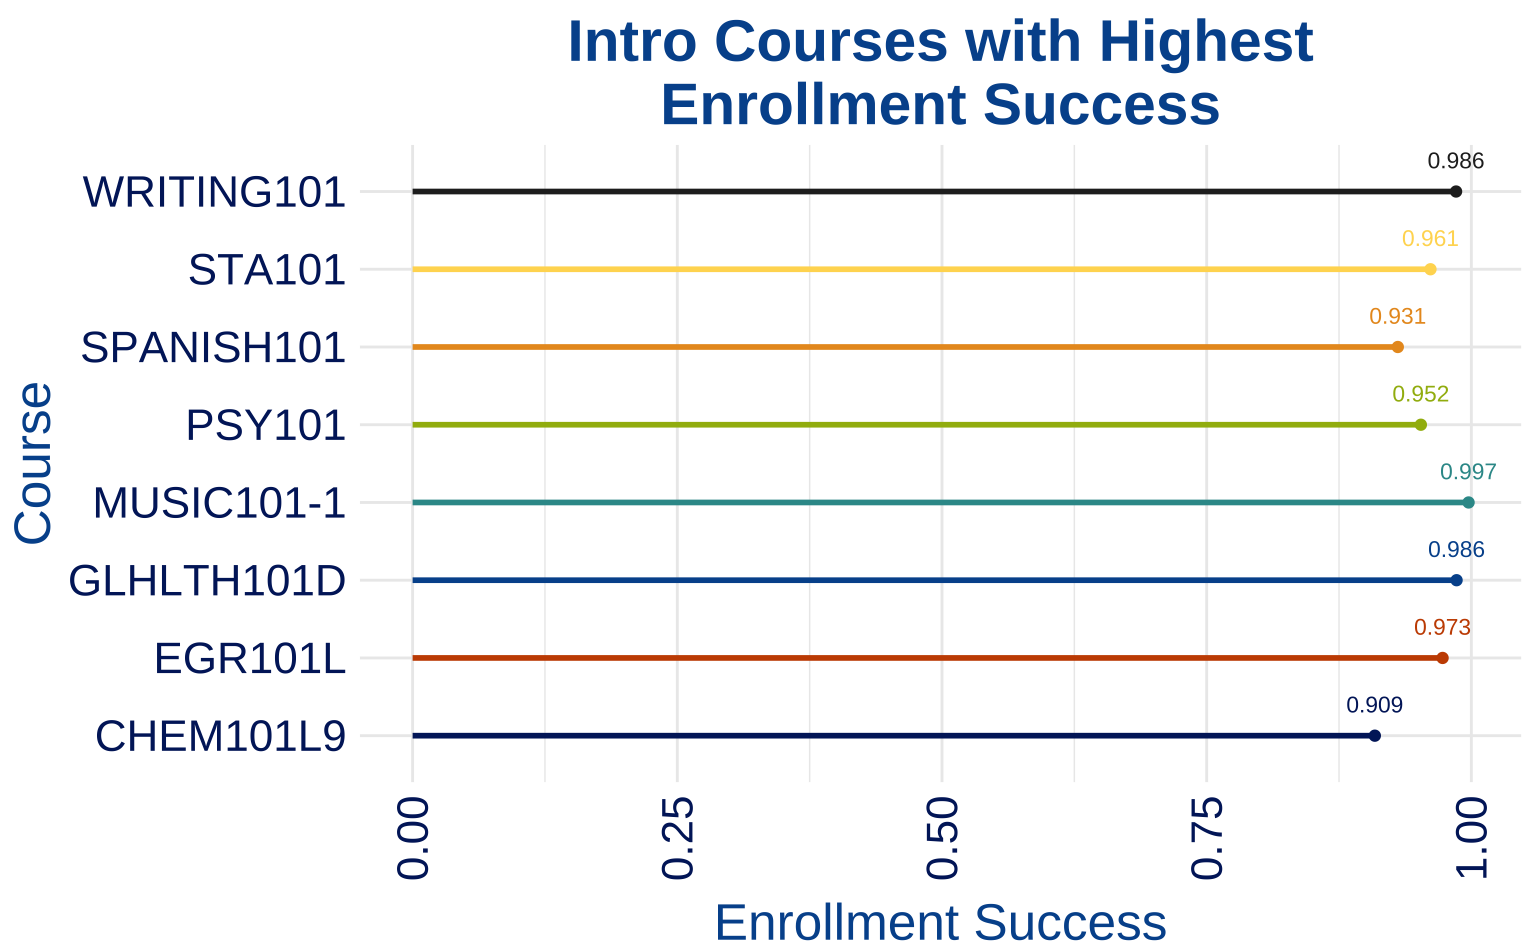 Intro Courses with Highest
Enrollment Success
Course
WRITING101
0.986
STA101
0.961
SPANISH101
0.931
PSY101
0.952
MUSIC101-1
0.997
GLHLTH101D
0.986
EGR101L
0.973
CHEM101L9
0.909
0.00
0.25
0.50
0.75
1.00
Enrollment Success